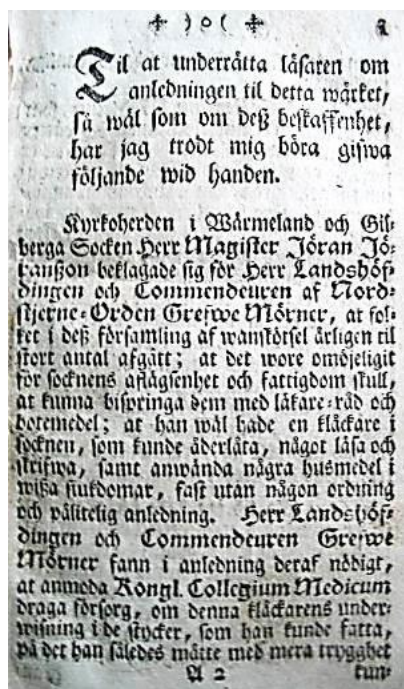 ) o (
Til at underrätta läsaren om
anledningen til detta wärket,
så wäl som om deß beskaffenhet,
har jag trodt mig böra gifwa
följande wid handen.
Kyrkoherden i Wärmeland och Gil-
berga Socken Herr Magister Jöran Jö-
ranßon beklagade sig för Herr Landshöf-
dingen och Commendeuren af Nord-
stjerne-Orden Grefwe Mörner, at fol-
ket i deß församling af wanskötsel årligen til
stort antal afgått; at det wore omöjeligit
för socknens aflägsenhet och fattigdom skull,
at kunna bispringa dem med läkare-råd och
botemedel; at han wäl hade en kläckare i
socknen, som kunde åderlåta, något läsa och
skrifwa, samt använda några husmedel i
wißa siukdomar, fast utan någon ordning
och pålitelig anledning. Herr Landshöf-
dingen och Commendeuren Grefwe
Mörner fann i anledning deraf nödigt,
at anmoda Kongl. Collegium Medicum
draga försorg, om denna kläckarens under-
wisning i de stycker, som han kunde fatta,
på det han således måtte med mera trygghet
A 2 kun-